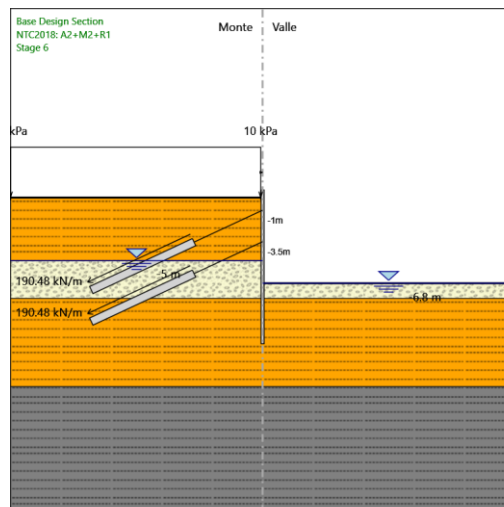 Base Design Section
NTC2018: A2+M2+R1
Stage 6
Monte
Valle
kPa
10 kPa
-1m
-3.5m
5 m
190.48 kN/m
-6.8 m
190.48 kN/m